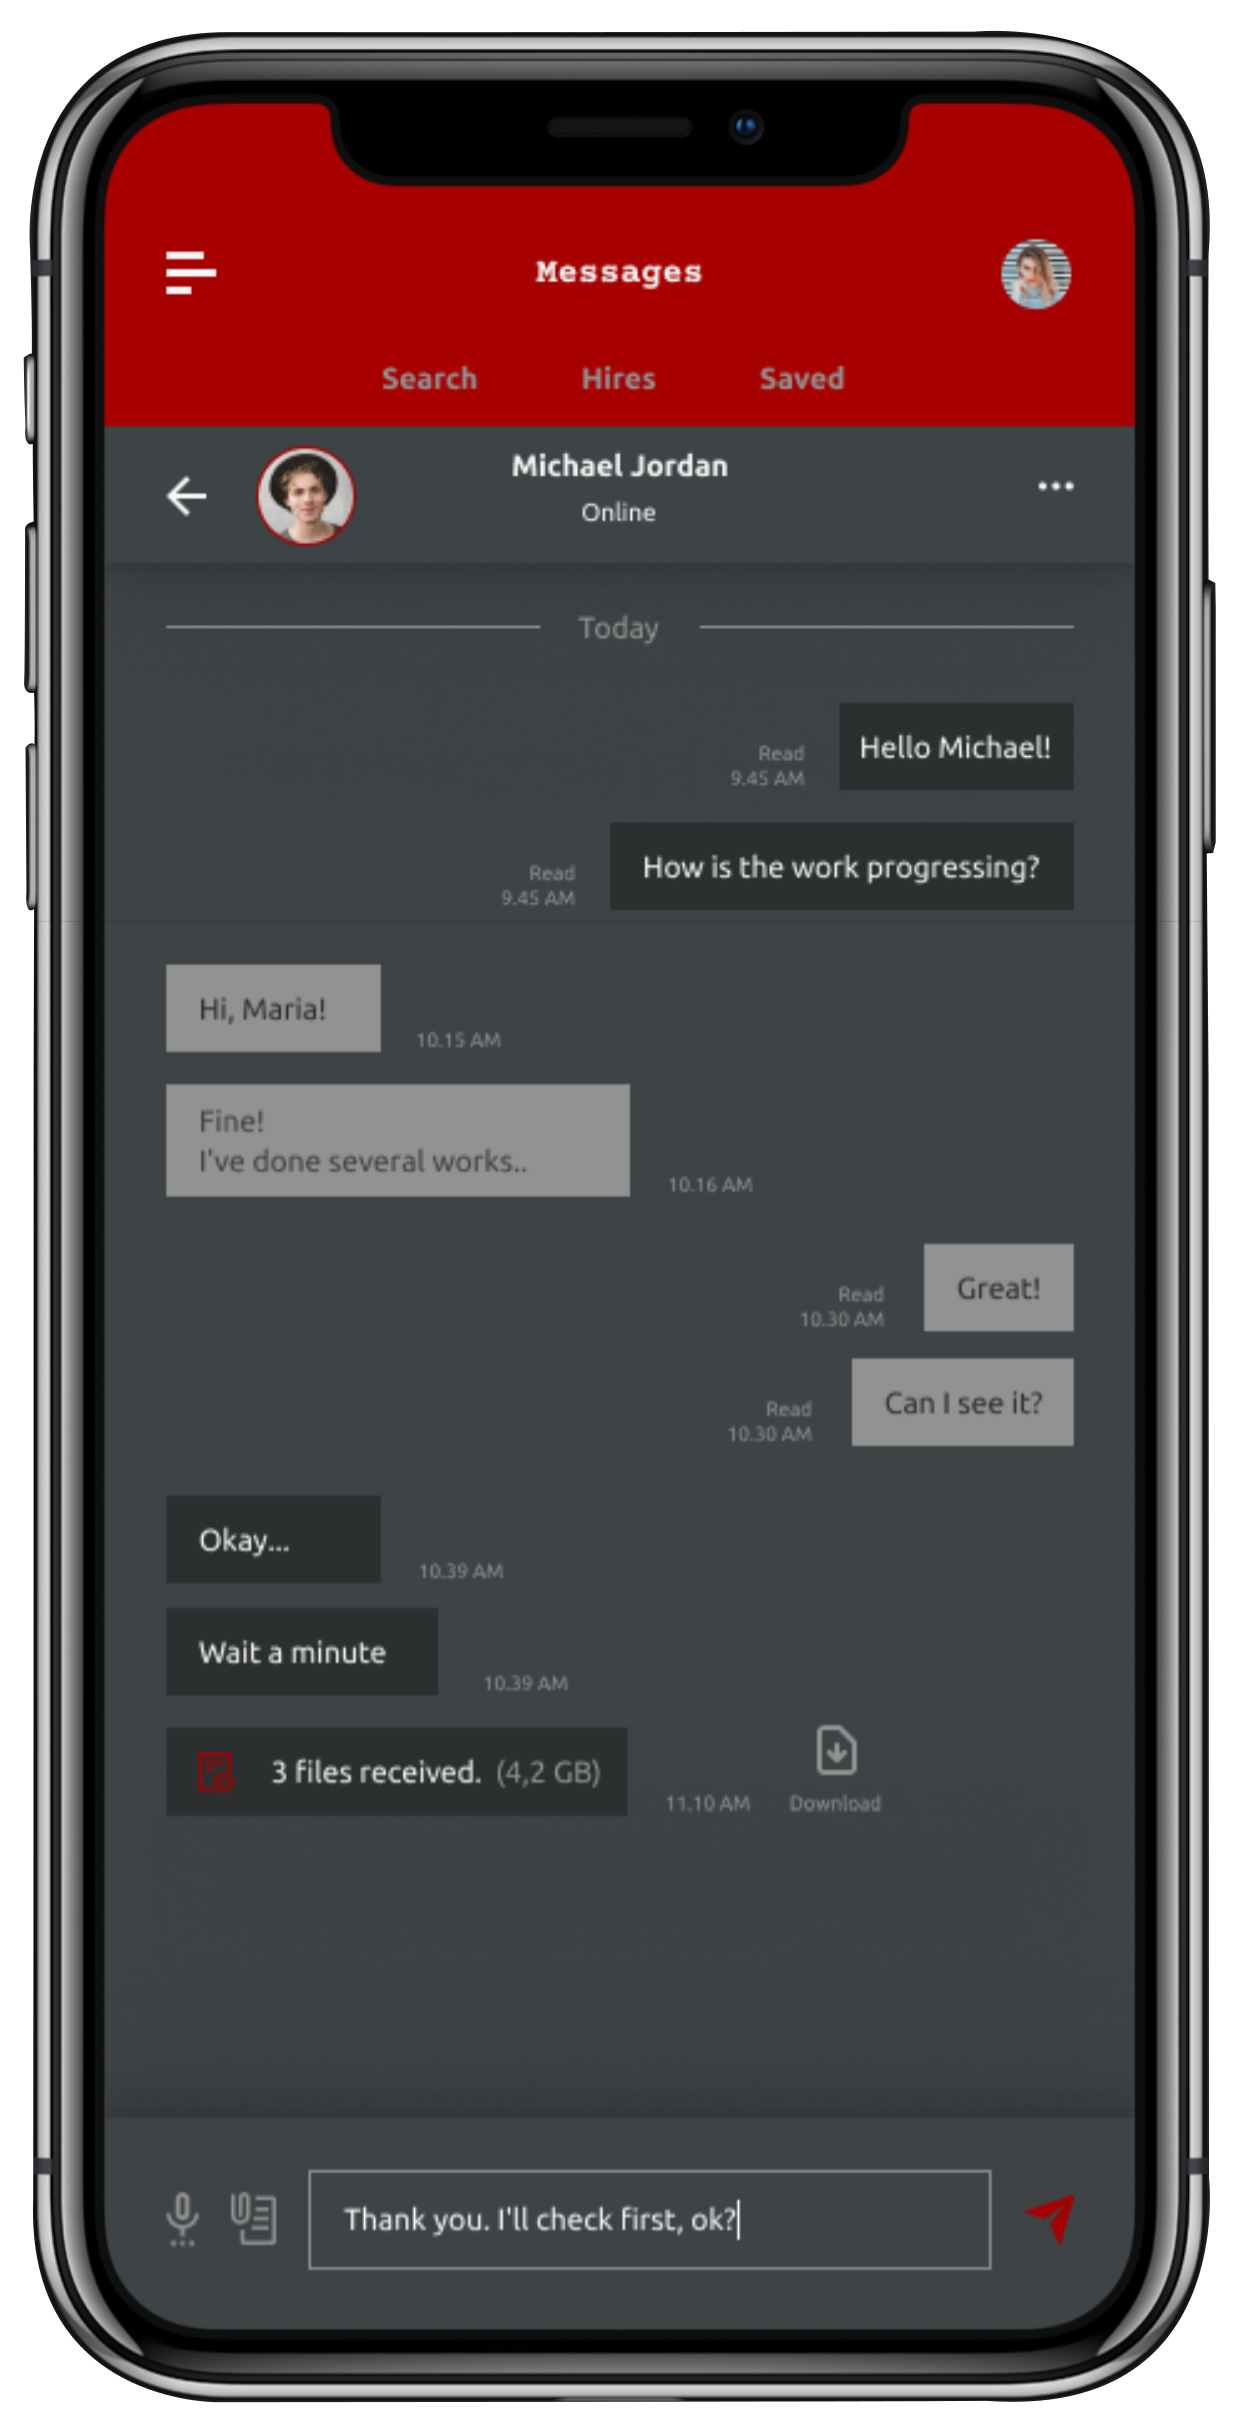 Messages
Search Hires Saved
Michael Jordan
Online
Today
Hello Michael!
Read
9.45 AM
How is the work progressing?
Read
9.45 AM
Hi, Maria!
10.15 AM
Fine!
I've done several works..
10.16 AM
Great!
Read
10.30 AM
Can I see it?
Read
10.30 AM
Okay...
10.39 AM
Wait a minute
10.39 AM
3 files received. (4,2 GB)
11.10 AM
Download
Thank you. I'll check first, ok?